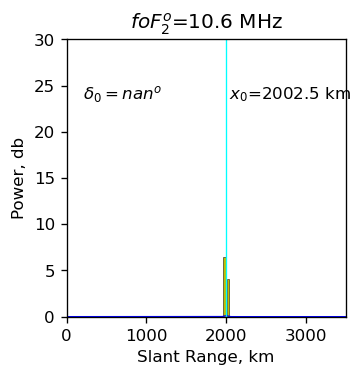 foF₂ᵒ=10.6 MHz
30
δ₀ = nanᵒ
x₀=2002.5 km
25
20
Power, db
15
10
5
0
0 1000 2000 3000
Slant Range, km